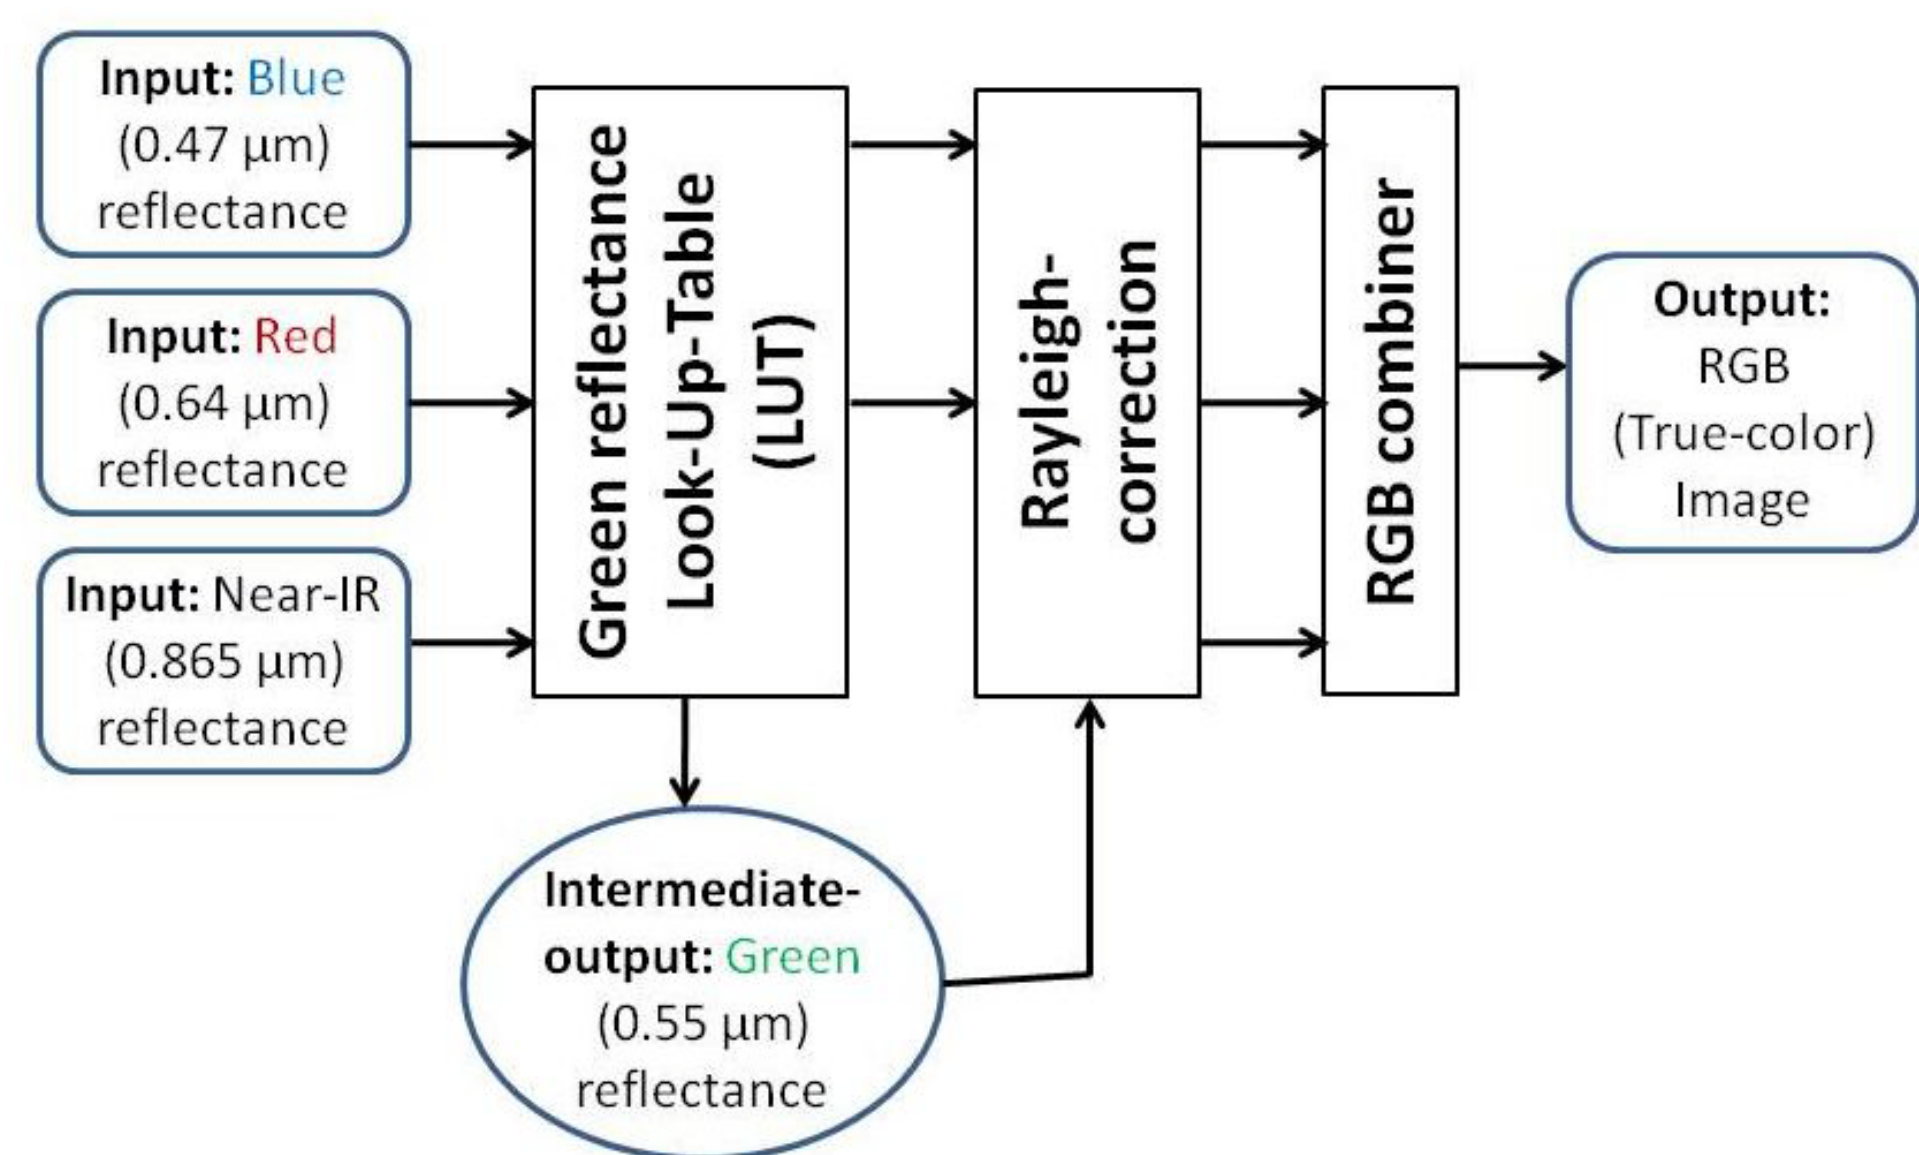 Input: Blue
(0.47 µm)
reflectance
Input: Red
(0.64 µm)
reflectance
Input: Near-IR
(0.865 µm)
reflectance
Green reflectance
Look-Up-Table
(LUT)
Rayleigh-
correction
RGB combiner
Output:
RGB
(True-color)
Image
Intermediate-
output: Green
(0.55 µm)
reflectance